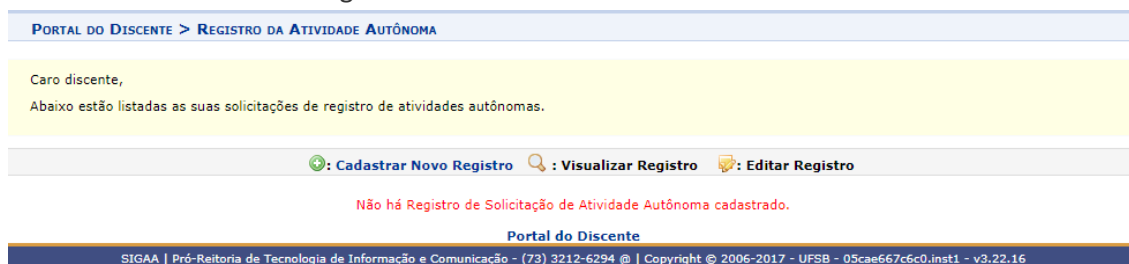 PORTAL DO DISCENTE > REGISTRO DA ATIVIDADE AUTÔNOMA
Caro discente,
Abaixo estão listadas as suas solicitações de registro de atividades autônomas.
: Cadastrar Novo Registro : Visualizar Registro : Editar Registro
Não há Registro de Solicitação de Atividade Autônoma cadastrado.
Portal do Discente
SIGAA | Pró-Reitoria de Tecnologia de Informação e Comunicação - (73) 3212-6294 @ | Copyright © 2006-2017 - UFSB - 05cae667c6c0.inst1 - v3.22.16